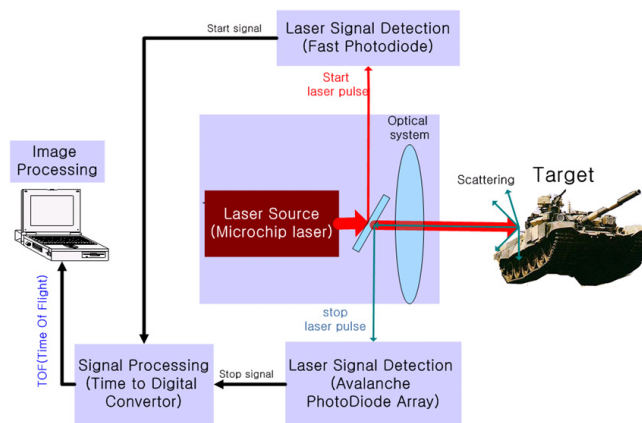 Start signal
Laser Signal Detection
(Fast Photodiode)
Start
laser pulse
Optical
system
Image
Processing
Laser Source
(Microchip laser)
Scattering
Target
stop
laser pulse
TOF(Time Of Flight)
Signal Processing
(Time to Digital
Convertor)
Stop signal
Laser Signal Detection
(Avalanche
PhotoDiode Array)